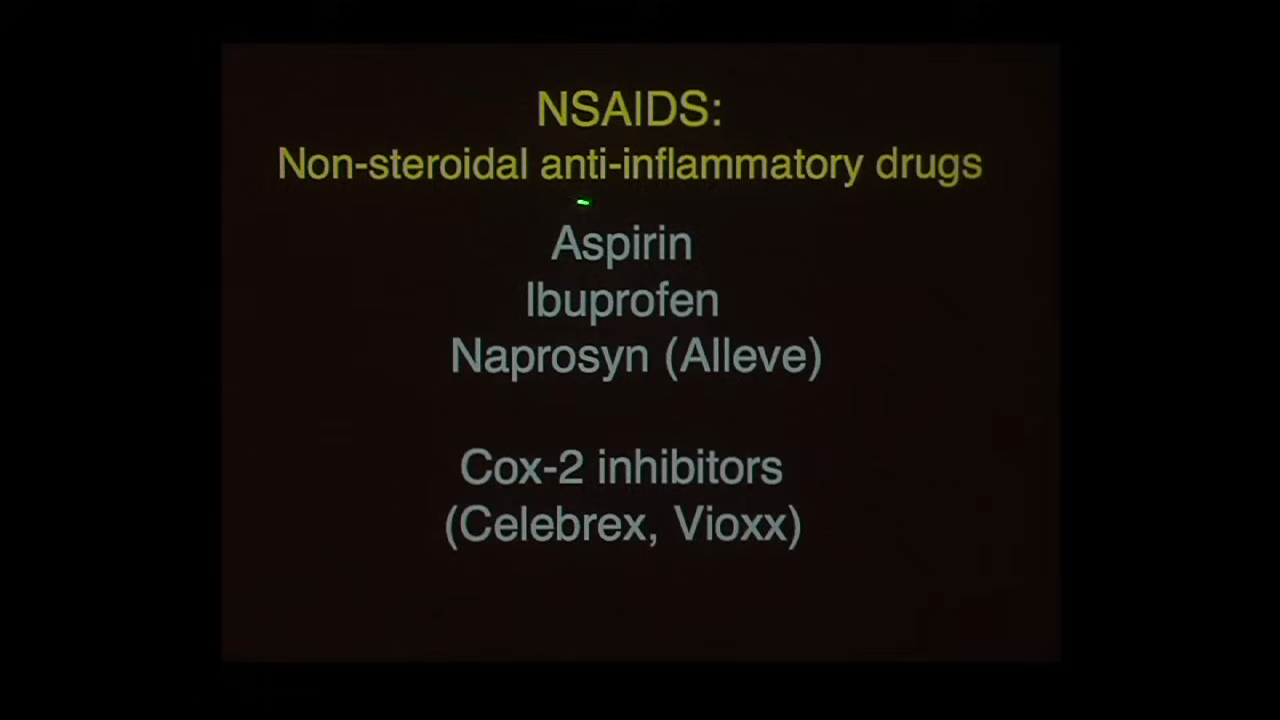 NSAIDS:
Non-steroidal anti-inflammatory drugs
Aspirin
Ibuprofen
Naprosyn (Alleve)
Cox-2 inhibitors
(Celebrex, Vioxx)